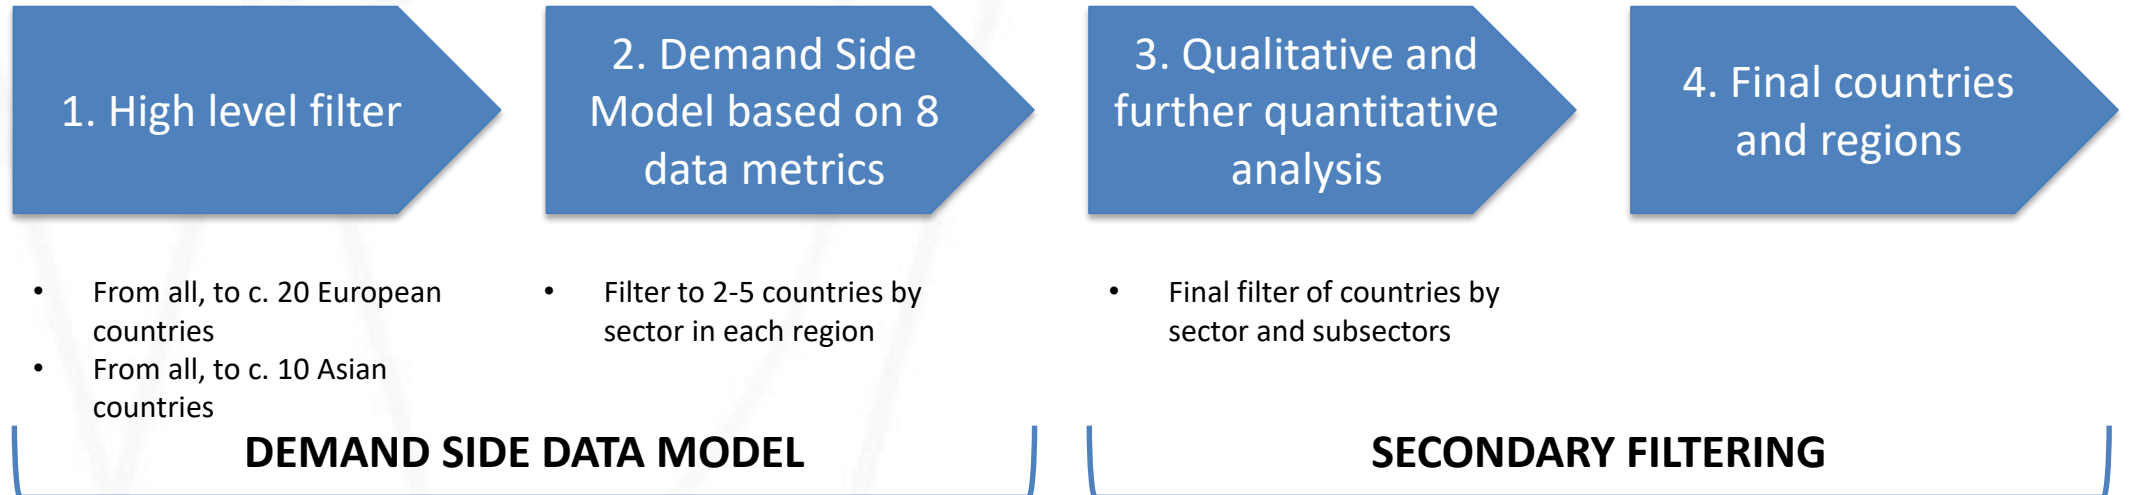 1. High level filter
2. Demand Side
Model based on 8
data metrics
3. Qualitative and
further quantitative
analysis
4. Final countries
and regions
• From all, to c. 20 European
countries
• From all, to c. 10 Asian
countries
• Filter to 2-5 countries by
sector in each region
• Final filter of countries by
sector and subsectors
DEMAND SIDE DATA MODEL
SECONDARY FILTERING